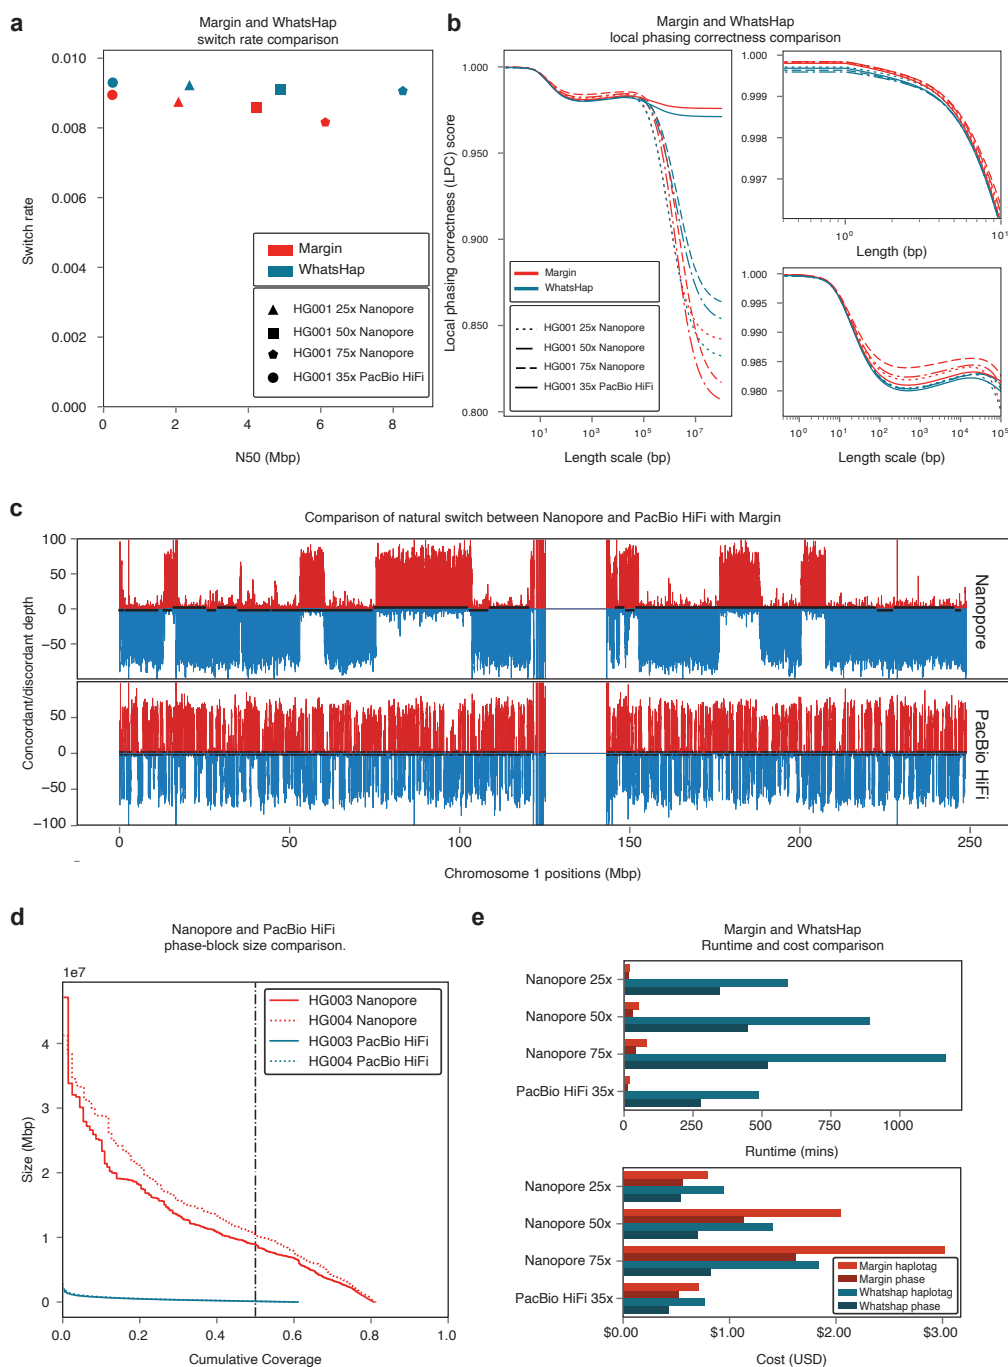 a
Margin and WhatsHap
switch rate comparison
0.010
0.008
0.006
0.004
0.002
0.000
Switch rate
Margin
WhatsHap
HG001 25x Nanopore
HG001 50x Nanopore
HG001 75x Nanopore
HG001 35x PacBio HiFi
0 2 4 6 8
N50 (Mbp)
b
Margin and WhatsHap
local phasing correctness comparison
1.000
0.950
0.900
0.850
0.800
Local phasing correctness (LPC) score
Margin
WhatsHap
HG001 25x Nanopore
HG001 50x Nanopore
HG001 75x Nanopore
HG001 35x PacBio HiFi
10¹ 10³ 10⁵ 10⁷
Length scale (bp)
1.000
0.999
0.998
0.997
10⁰ 10¹
Length (bp)
1.000
0.995
0.990
0.985
0.980
10⁰ 10¹ 10² 10³ 10⁴ 10⁵
Length scale (bp)
c
Comparison of natural switch between Nanopore and PacBio HiFi with Margin
100
50
0
−50
Nanopore
50
0
−50
−100
PacBio HiFi
Concordant/discordant depth
0 50 100 150 200 250
Chromosome 1 positions (Mbp)
d
Nanopore and PacBio HiFi
phase-block size comparison.
1e7
4
3
2
1
0
Size (Mbp)
HG003 Nanopore
HG004 Nanopore
HG003 PacBio HiFi
HG004 PacBio HiFi
0.0 0.2 0.4 0.6 0.8 1.0
Cumulative Coverage
e
Margin and WhatsHap
Runtime and cost comparison
Nanopore 25x
Nanopore 50x
Nanopore 75x
PacBio HiFi 35x
0 250 500 750 1000
Runtime (mins)
Nanopore 25x
Nanopore 50x
Nanopore 75x
PacBio HiFi 35x
Margin haplotag
Margin phase
Whatshap haplotag
Whatshap phase
$0.00 $1.00 $2.00 $3.00
Cost (USD)